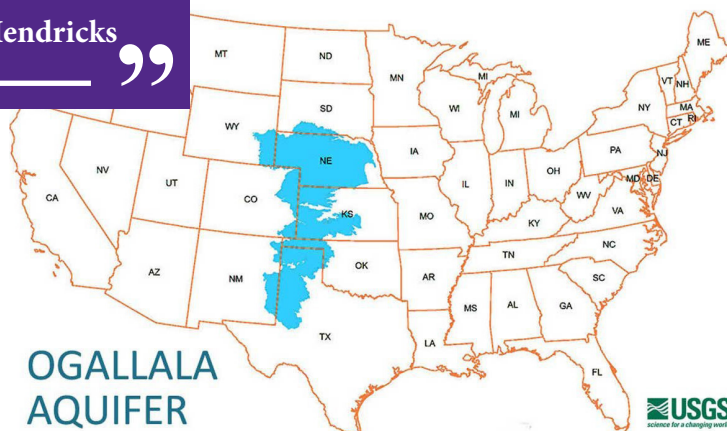 Hendricks
”
MT
ND
MN
ME
VT
NH
MI
WI
SD
MI
NY
MA
CT
RI
WY
IA
NE
PA
NJ
NV
OH
MD
DE
IL
IN
UT
CO
WV
CA
KS
MO
VA
KY
NC
TN
AZ
NM
OK
AR
SC
MS
AL
GA
TX
LA
FL
OGALLALA
AQUIFER
USGS
science for a changing world